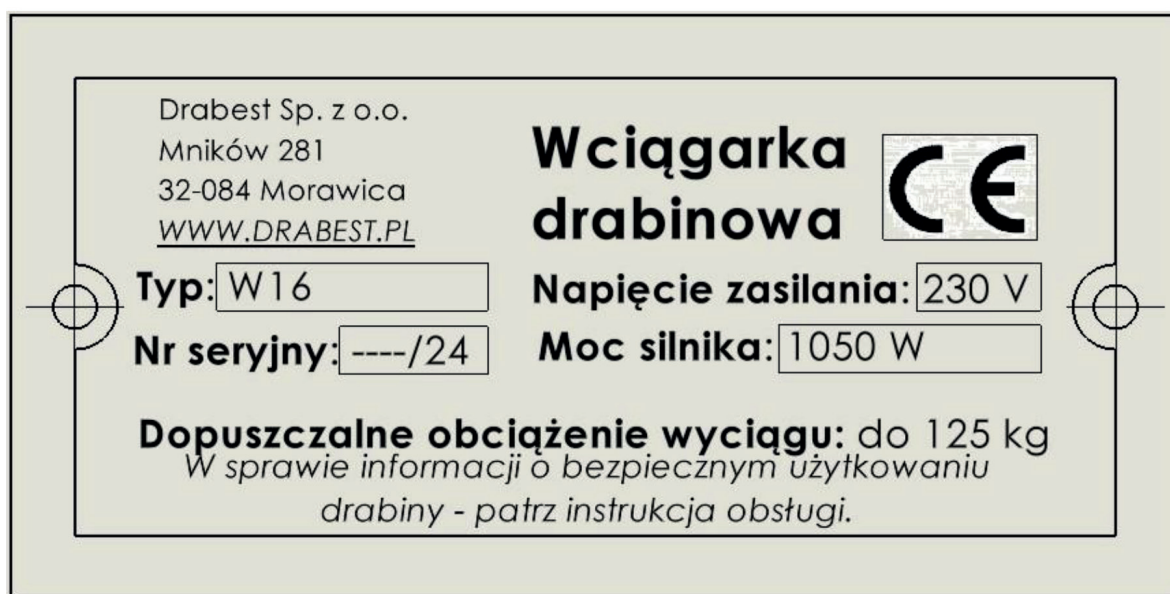 Drabest Sp. z o.o.
Mników 281
32-084 Morawica
WWW.DRABEST.PL
Wciągarka
drabinowa
CE
Typ: W16
Napięcie zasilania: 230 V
Nr seryjny: ----/24
Moc silnika: 1050 W
Dopuszczalne obciążenie wyciągu: do 125 kg
W sprawie informacji o bezpiecznym użytkowaniu
drabiny - patrz instrukcja obsługi.